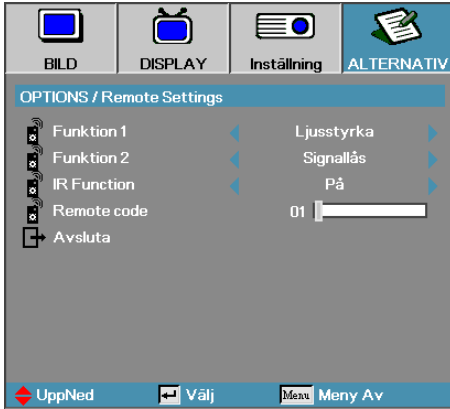 BILD DISPLAY Inställning ALTERNATIV
OPTIONS / Remote Settings
Funktion 1 Ljusstyrka
Funktion 2 Signallås
IR Function På
Remote code 01
Avsluta
UppNed Välj Menu Meny Av